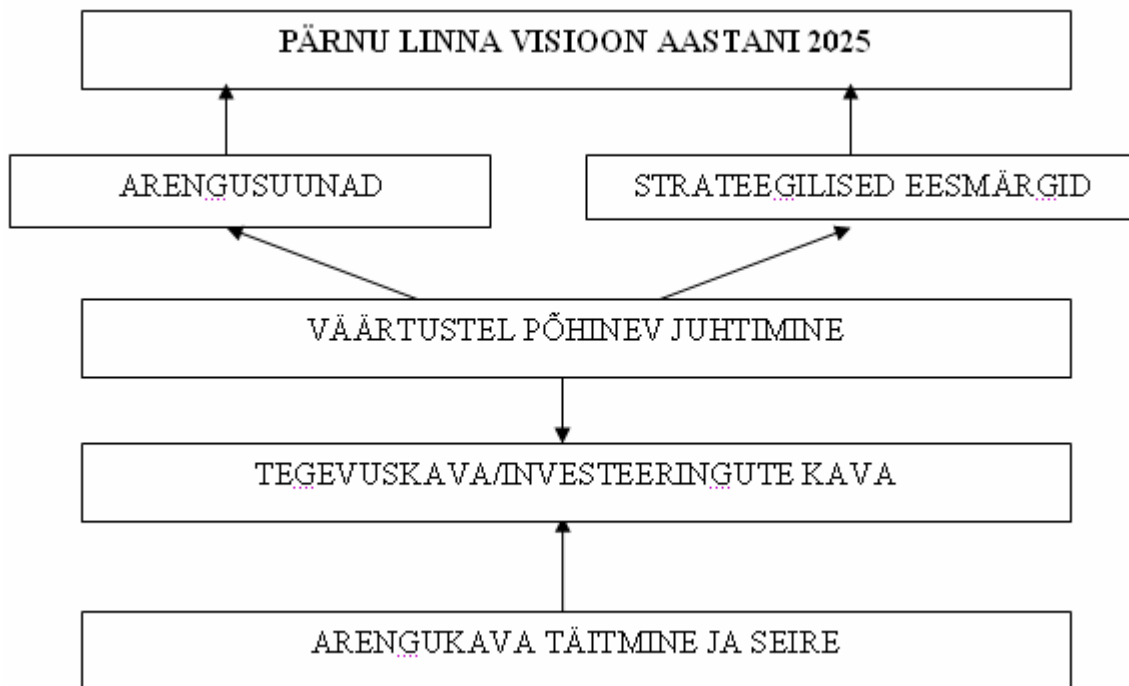 PÄRNU LINNA VISIOON AASTANI 2025
ARENGUSUUNAD
STRATEEGILISED EESMÄRGID
VÄÄRTUSTEL PÕHINEV JUHTIMINE
TEGEVUSKAVA/INVESTEERINGUTE KAVA
ARENGUKAVA TÄITMINE JA SEIRE